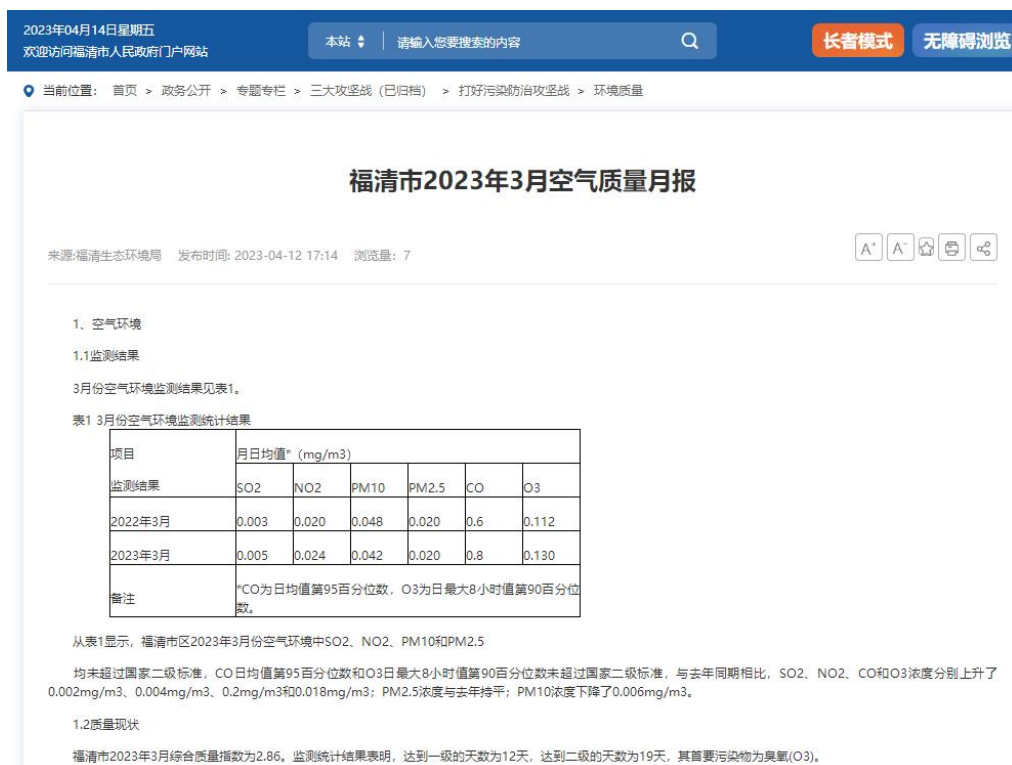 2023年04月14日星期五
欢迎访问福清市人民政府门户网站
本站 请输入您要搜索的内容
长者模式 无障碍浏览
当前位置: 首页 > 政务公开 > 专题专栏 > 三大攻坚战 (已归档) > 打好污染防治攻坚战 > 环境质量
福清市2023年3月空气质量月报
来源:福清生态环境局 发布时间: 2023-04-12 17:14 浏览量: 7
A+ A-
1、空气环境
1.1监测结果
3月份空气环境监测结果见表1。
表1 3月份空气环境监测统计结果
项目 月日均值* (mg/m3)
监测结果 SO2 NO2 PM10 PM2.5 CO O3
2022年3月 0.003 0.020 0.048 0.020 0.6 0.112
2023年3月 0.005 0.024 0.042 0.020 0.8 0.130
备注 *CO为日均值第95百分位数, O3为日最大8小时值第90百分位
数。
从表1显示, 福清市区2023年3月份空气环境中SO2、NO2、PM10和PM2.5
均未超过国家二级标准, CO日均值第95百分位数和O3日最大8小时值第90百分位数未超过国家二级标准, 与去年同期相比, SO2、NO2、CO和O3浓度分别上升了
0.002mg/m3、0.004mg/m3、0.2mg/m3和0.018mg/m3; PM2.5浓度与去年持平; PM10浓度下降了0.006mg/m3。
1.2质量现状
福清市2023年3月综合质量指数为2.86。监测统计结果表明, 达到一级的天数为12天, 达到二级的天数为19天, 其首要污染物为臭氧(O3)。